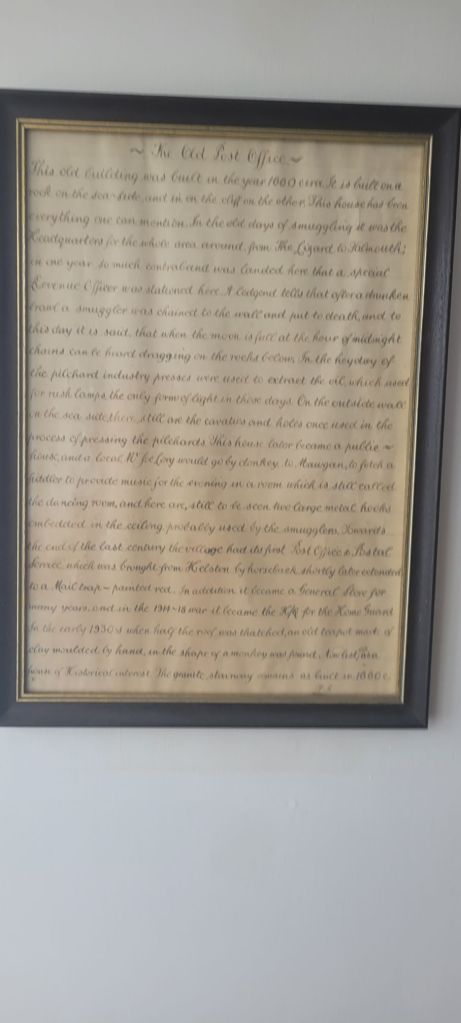 ~ The Old Post Office ~
This old building was built in the year 1660 circa. It is built on a
rock on the sea-side, and in on the cliff on the other. This house has been
everything one can mention. In the old days of smuggling it was the
Headquarters for the whole area around, from The Lizard to Falmouth;
in one year so much contraband was landed here that a special
Revenue Officer was stationed here. A ledgend tells that after a drunken
brawl a smuggler was chained to the wall and put to death, and to
this day it is said, that when the moon is full at the hour of midnight
chains can be heard dragging on the rocks below. In the heyday of
the pilchard industry presses were used to extract the oil, which used
for rush lamps, the only form of light in those days. On the outside wall
on the sea side, there still are the cavaties and holes once used in the
process of pressing the pilchards. This house later became a public ~
house, and a local Mr Joe Cory would go by donkey, to Mawgan, to fetch a
fiddler to provide music for the evening in a room which is still called
the dancing room, and here are, still to be seen two large metal hooks
embedded in the ceiling probably used by the smugglers. Towards
the end of the last century the village had its first Post Office & Postal
Service, which was brought from Helston by horseback, shortly later extended
to a Mail trap ~ painted red. In addition it became a General Store for
many years, and in the 1914~18 war it became the H/Q for the Home Guard.
In the early 1930's when half the roof was thatched, an old teapot made of
clay moulded by hand, in the shape of a monkey was found. Now listed as a
house of Historical interest. The granite stairway remains as built in 1660 c.